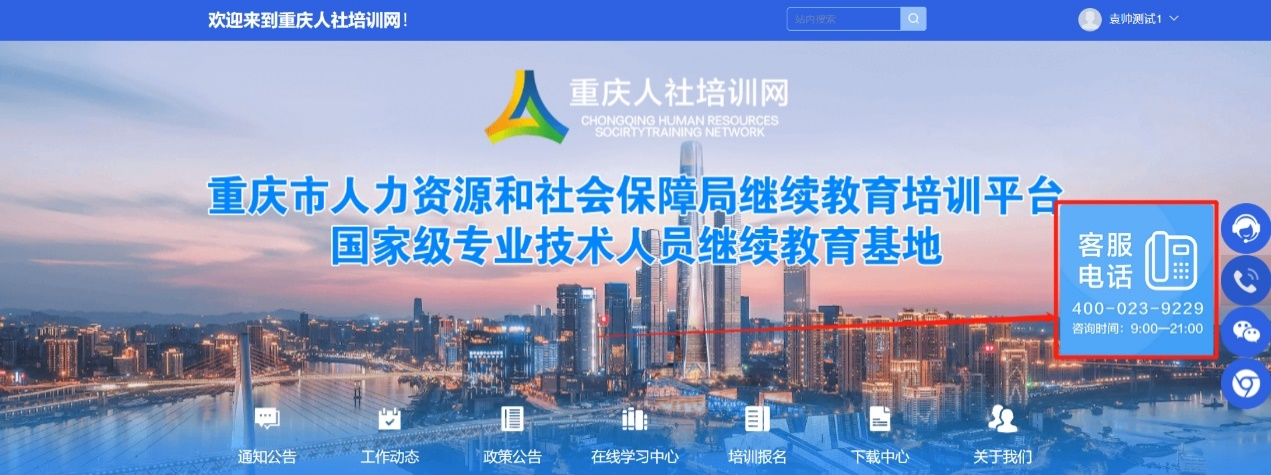 欢迎来到重庆人社培训网！
站内搜索
袁帅测试1
重庆人社培训网
CHONGQING HUMAN RESOURCES
SOCIRTYTRAINING NETWORK
重庆市人力资源和社会保障局继续教育培训平台
国家级专业技术人员继续教育基地
客服
电话
400-023-9229
咨询时间：9:00—21:00
通知公告
工作动态
政策公告
在线学习中心
培训报名
下载中心
关于我们